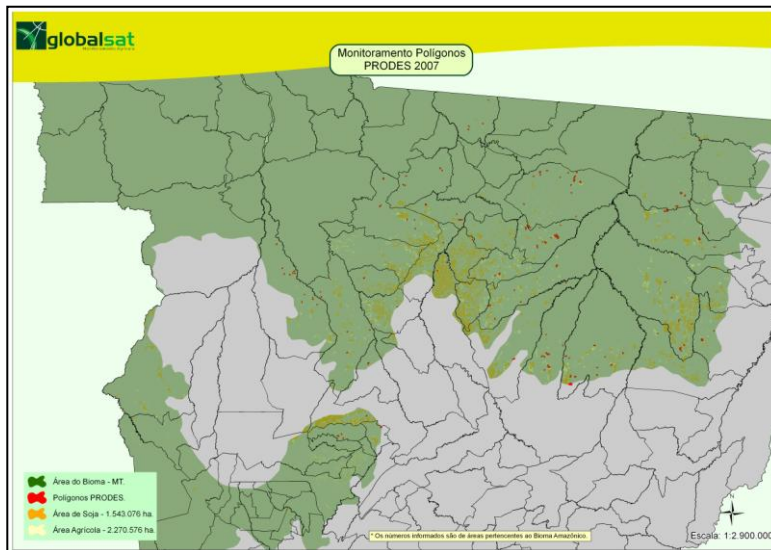 globalsat
Monitoramento Polígonos
PRODES 2007
Área do Bioma - MT.
Polígonos PRODES.
Área de Soja - 1.543.076 ha.
Área Agrícola - 2.270.576 ha.
* Os números informados são de áreas pertencentes ao Bioma Amazônico.
Escala: 1:2.900.000